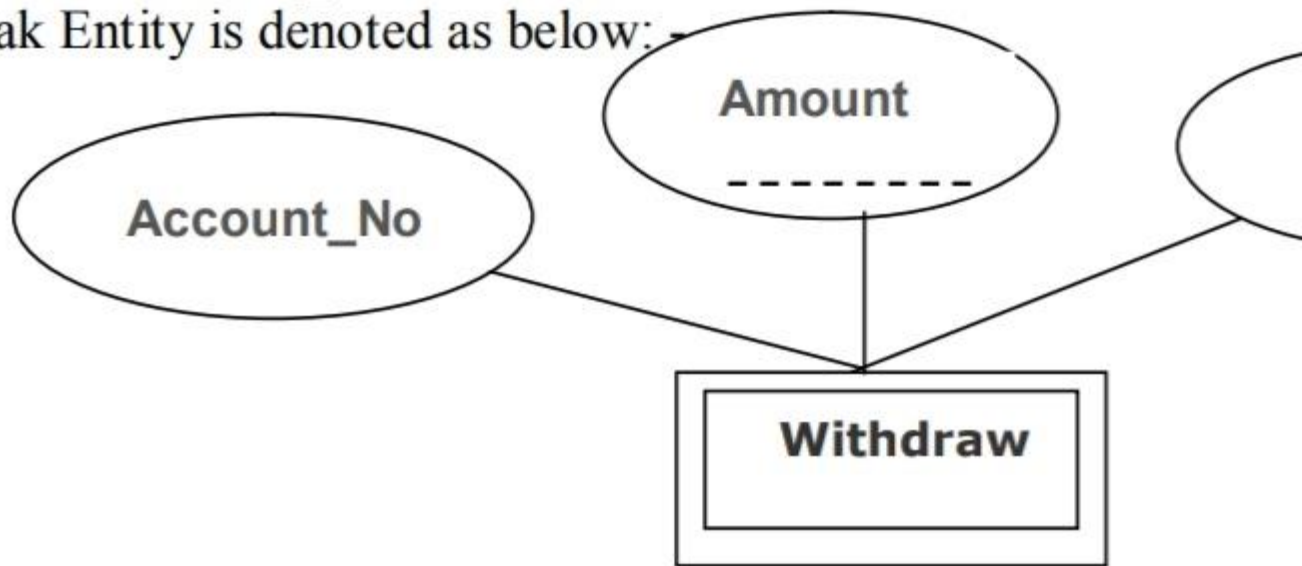 ak Entity is denoted as below: -
Amount
Account_No
Withdraw